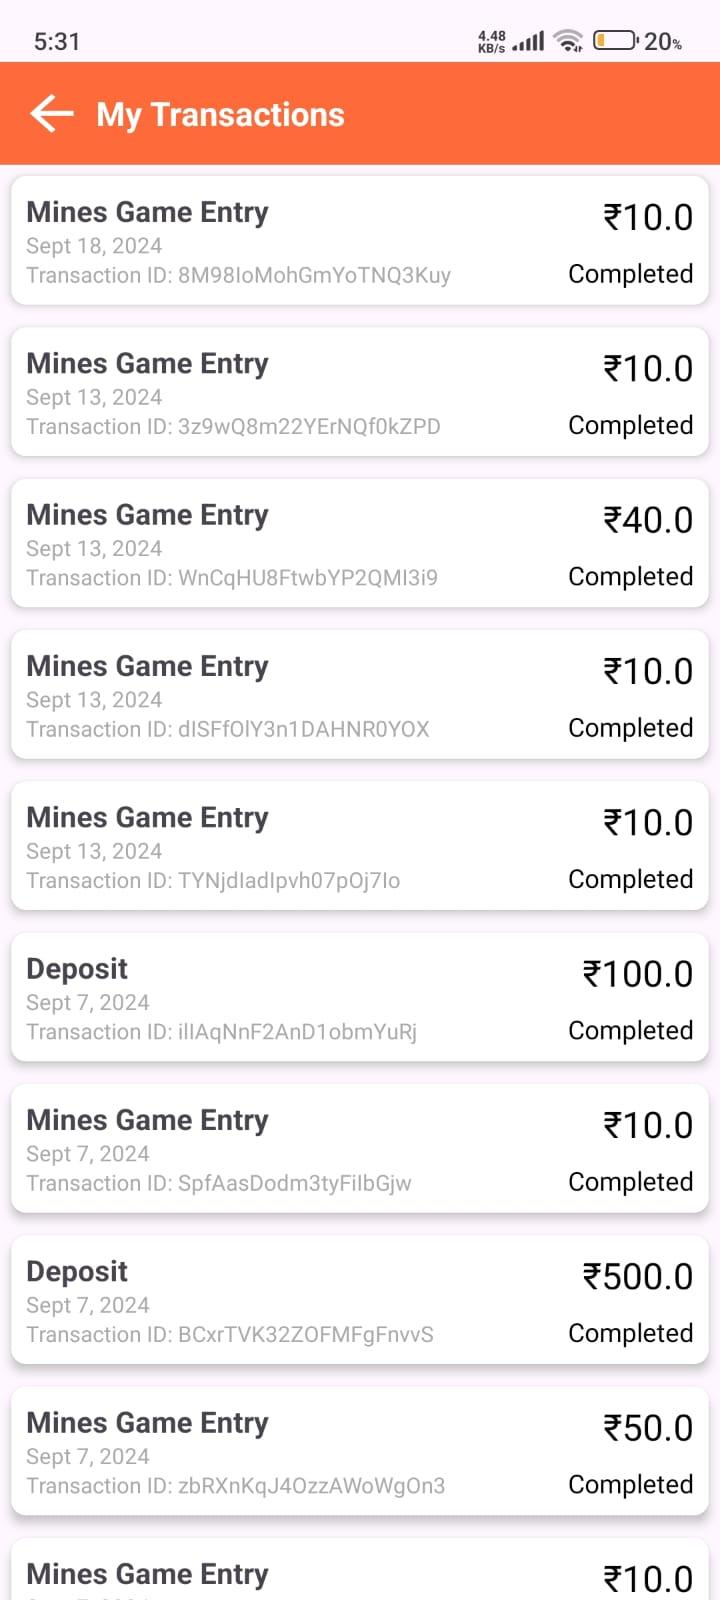 5:31
4.48
KB/s
20%
My Transactions
Mines Game Entry
₹10.0
Sept 18, 2024
Transaction ID: 8M98IoMohGmYoTNQ3Kuy
Completed
Mines Game Entry
₹10.0
Sept 13, 2024
Transaction ID: 3z9wQ8m22YErNQf0kZPD
Completed
Mines Game Entry
₹40.0
Sept 13, 2024
Transaction ID: WnCqHU8FtwbYP2QMI3i9
Completed
Mines Game Entry
₹10.0
Sept 13, 2024
Transaction ID: dISFfOlY3n1DAHNR0YOX
Completed
Mines Game Entry
₹10.0
Sept 13, 2024
Transaction ID: TYNjdIadIpvh07pOj7Io
Completed
Deposit
₹100.0
Sept 7, 2024
Transaction ID: ilIAqNnF2AnD1obmYuRj
Completed
Mines Game Entry
₹10.0
Sept 7, 2024
Transaction ID: SpfAasDodm3tyFiIbGjw
Completed
Deposit
₹500.0
Sept 7, 2024
Transaction ID: BCxrTVK32ZOFMFgFnvvS
Completed
Mines Game Entry
₹50.0
Sept 7, 2024
Transaction ID: zbRXnKqJ4OzzAWoWgOn3
Completed
Mines Game Entry
₹10.0